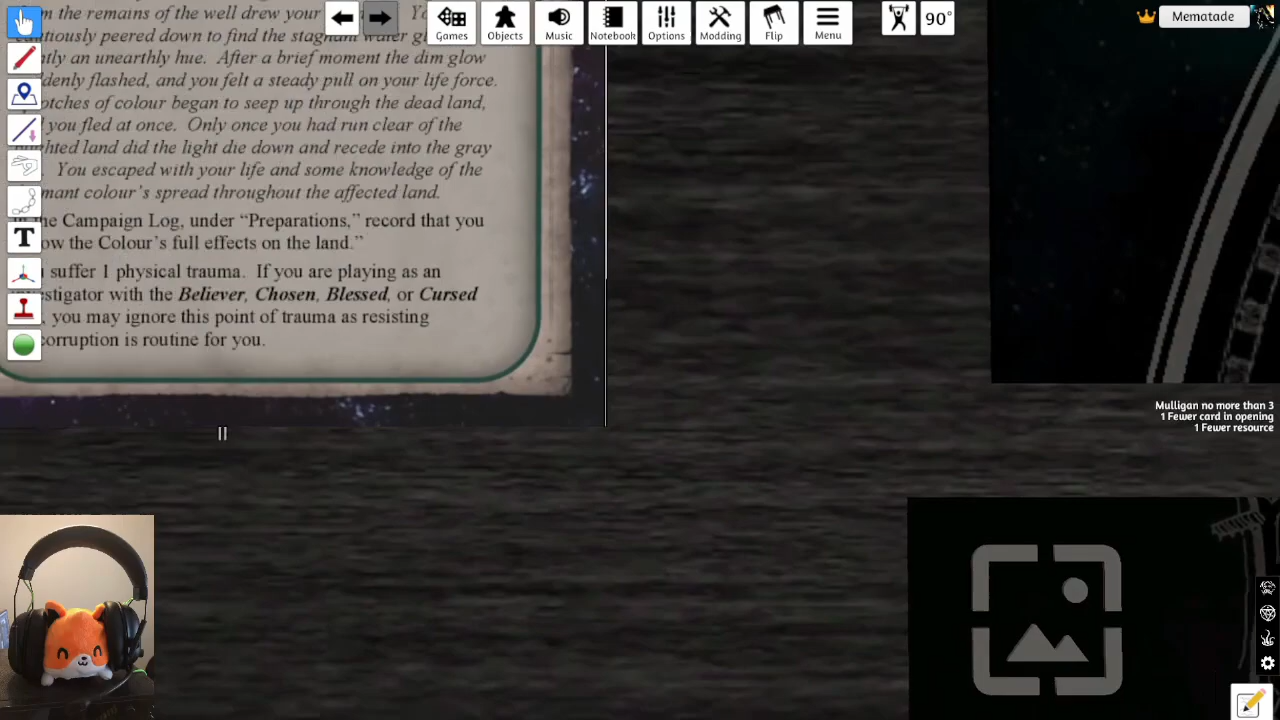 the remains of the well drew your
cautiously peered down to find the stagnant water
an unearthly hue. After a brief moment the dim glow
flashed, and you felt a steady pull on your life force.
of colour began to seep up through the dead land,
you fled at once. Only once you had run clear of the
land did the light die down and recede into the gray
You escaped with your life and some knowledge of the
colour's spread throughout the affected land.
the Campaign Log, under “Preparations,” record that you
ow the Colour's full effects on the land.”
suffer 1 physical trauma. If you are playing as an
estigator with the Believer, Chosen, Blessed, or Cursed
, you may ignore this point of trauma as resisting
corruption is routine for you.
Games
Objects
Music
Notebook
Options
Modding
Flip
Menu
90°
Mematade
T
Mulligan no more than 3
1 Fewer card in opening
1 Fewer resource